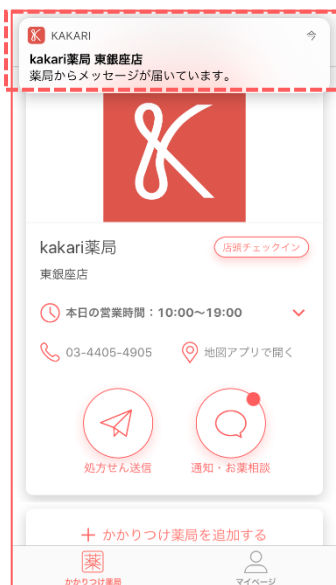 KAKARI 今
kakari薬局 東銀座店
薬局からメッセージが届いています。
kakari薬局
店頭チェックイン
東銀座店
本日の営業時間：10:00〜19:00
03-4405-4905 地図アプリで開く
処方せん送信 通知・お薬相談
＋ かかりつけ薬局を追加する
薬
かかりつけ薬局 マイページ